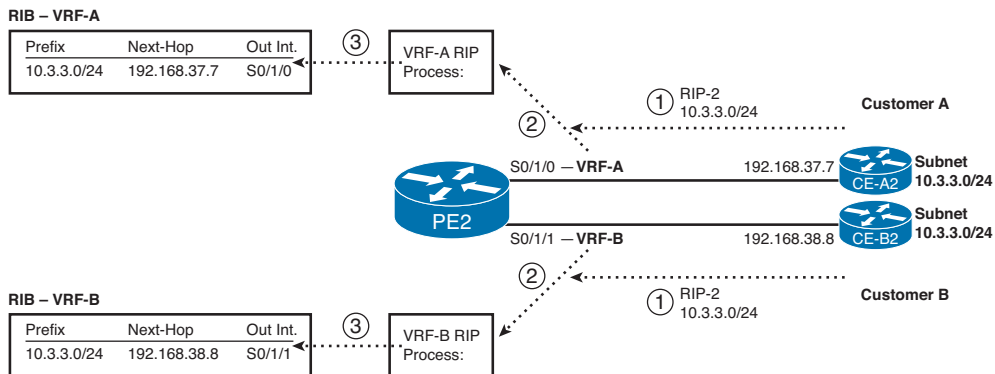 RIB – VRF-A
Prefix Next-Hop Out Int.
10.3.3.0/24 192.168.37.7 S0/1/0
3
VRF-A RIP
Process:
2
1 RIP-2
10.3.3.0/24
Customer A
S0/1/0 — VRF-A
192.168.37.7
CE-A2
Subnet
10.3.3.0/24
PE2
S0/1/1 — VRF-B
192.168.38.8
CE-B2
Subnet
10.3.3.0/24
2
1 RIP-2
10.3.3.0/24
Customer B
RIB – VRF-B
Prefix Next-Hop Out Int.
10.3.3.0/24 192.168.38.8 S0/1/1
3
VRF-B RIP
Process: